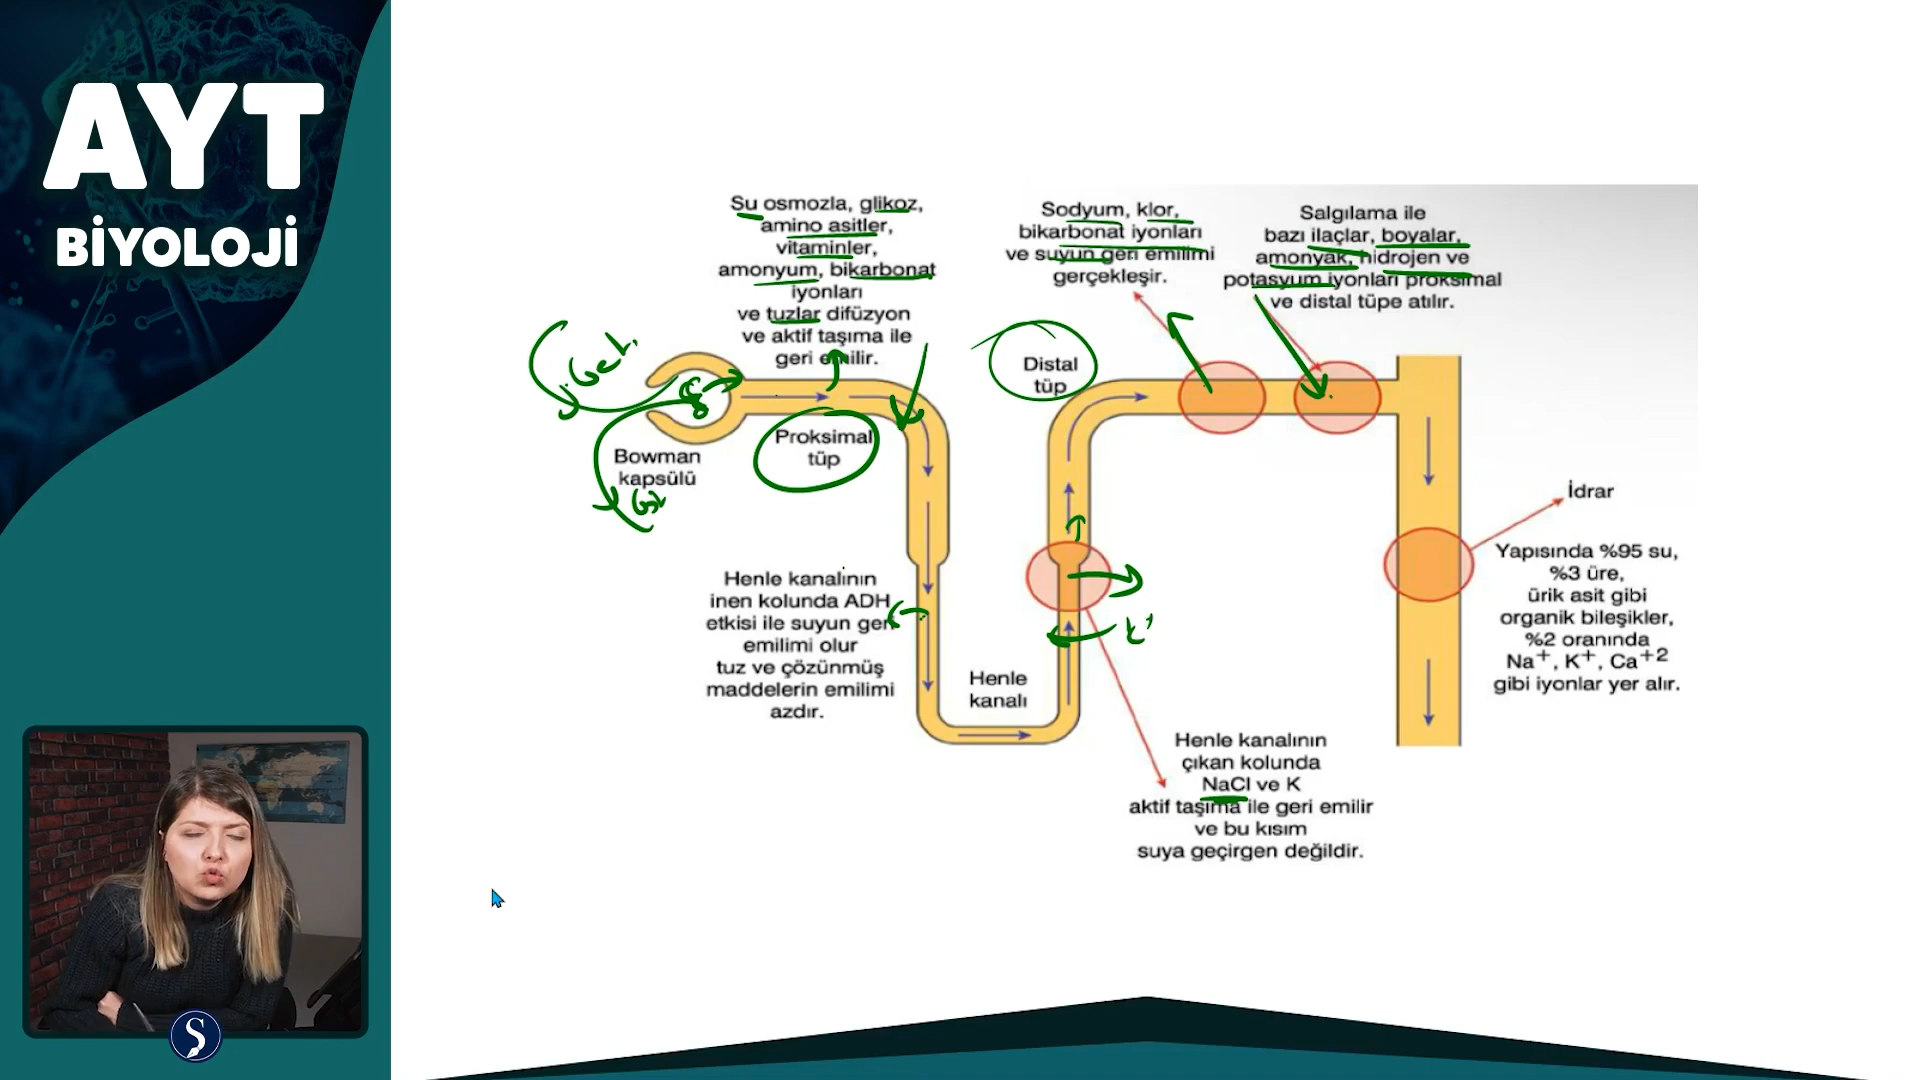 AYT
BİYOLOJİ
Su osmozla, glikoz,
amino asitler,
vitaminler,
amonyum, bikarbonat
iyonları
ve tuzlar difüzyon
ve aktif taşıma ile
geri emilir.
Sodyum, klor,
bikarbonat iyonları
ve suyun geri emilimi
gerçekleşir.
Salgılama ile
bazı ilaçlar, boyalar,
amonyak, hidrojen ve
potasyum iyonları proksimal
ve distal tüpe atılır.
Distal
tüp
Proksimal
tüp
Bowman
kapsülü
İdrar
Yapısında %95 su,
%3 üre,
ürik asit gibi
organik bileşikler,
%2 oranında
Na+, K+, Ca+2
gibi iyonlar yer alır.
Henle kanalının
inen kolunda ADH
etkisi ile suyun geri
emilimi olur
tuz ve çözünmüş
maddelerin emilimi
azdır.
Henle
kanalı
Henle kanalının
çıkan kolunda
NaCl ve K
aktif taşıma ile geri emilir
ve bu kısım
suya geçirgen değildir.
S